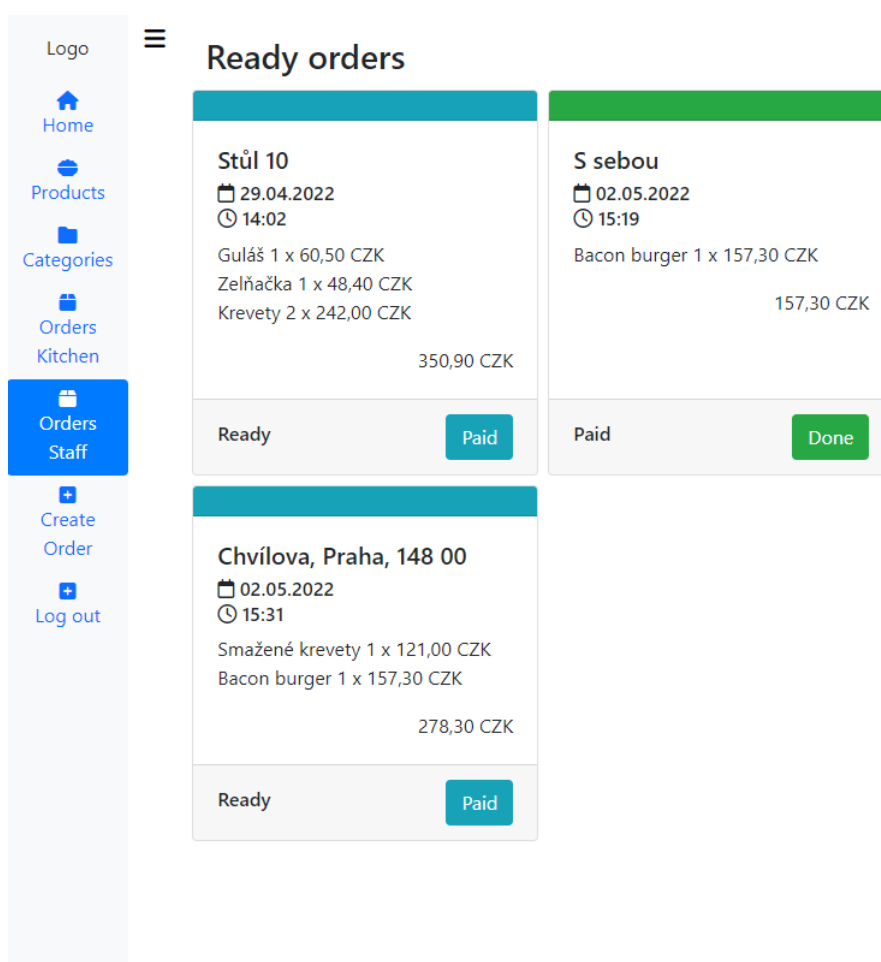 Logo
Home
Products
Categories
Orders
Kitchen
Orders
Staff
Create
Order
Log out
Ready orders
Stůl 10
29.04.2022
14:02
Guláš 1 x 60,50 CZK
Zelňačka 1 x 48,40 CZK
Krevety 2 x 242,00 CZK
350,90 CZK
Ready
Paid
S sebou
02.05.2022
15:19
Bacon burger 1 x 157,30 CZK
157,30 CZK
Paid
Done
Chvílova, Praha, 148 00
02.05.2022
15:31
Smažené krevety 1 x 121,00 CZK
Bacon burger 1 x 157,30 CZK
278,30 CZK
Ready
Paid